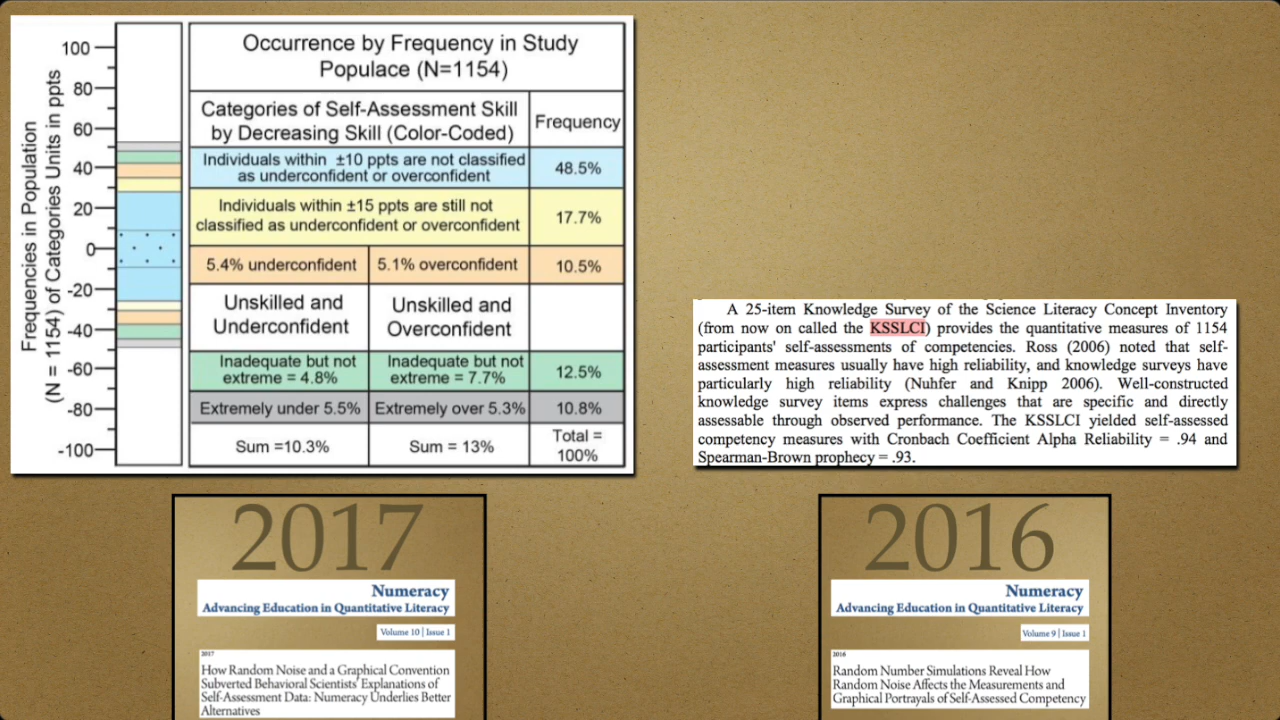 Frequencies in Population
(N = 1154) of Categories Units in ppts
100
80
60
40
20
0
-20
-40
-60
-80
-100
Occurrence by Frequency in Study
Populace (N=1154)
Categories of Self-Assessment Skill
by Decreasing Skill (Color-Coded)
Frequency
Individuals within ±10 ppts are not classified
as underconfident or overconfident
48.5%
Individuals within ±15 ppts are still not
classified as underconfident or overconfident
17.7%
5.4% underconfident
5.1% overconfident
10.5%
Unskilled and
Underconfident
Unskilled and
Overconfident
Inadequate but not
extreme = 4.8%
Inadequate but not
extreme = 7.7%
12.5%
Extremely under 5.5%
Extremely over 5.3%
10.8%
Sum =10.3%
Sum = 13%
Total =
100%
A 25-item Knowledge Survey of the Science Literacy Concept Inventory
(from now on called the KSSLCI) provides the quantitative measures of 1154
participants' self-assessments of competencies. Ross (2006) noted that self-
assessment measures usually have high reliability, and knowledge surveys have
particularly high reliability (Nuhfer and Knipp 2006). Well-constructed
knowledge survey items express challenges that are specific and directly
assessable through observed performance. The KSSLCI yielded self-assessed
competency measures with Cronbach Coefficient Alpha Reliability = .94 and
Spearman-Brown prophecy = .93.
2017
Numeracy
Advancing Education in Quantitative Literacy
Volume 10 | Issue 1
2017
How Random Noise and a Graphical Convention
Subverted Behavioral Scientists' Explanations of
Self-Assessment Data: Numeracy Underlies Better
Alternatives
2016
Numeracy
Advancing Education in Quantitative Literacy
Volume 9 | Issue 1
2016
Random Number Simulations Reveal How
Random Noise Affects the Measurements and
Graphical Portrayals of Self-Assessed Competency